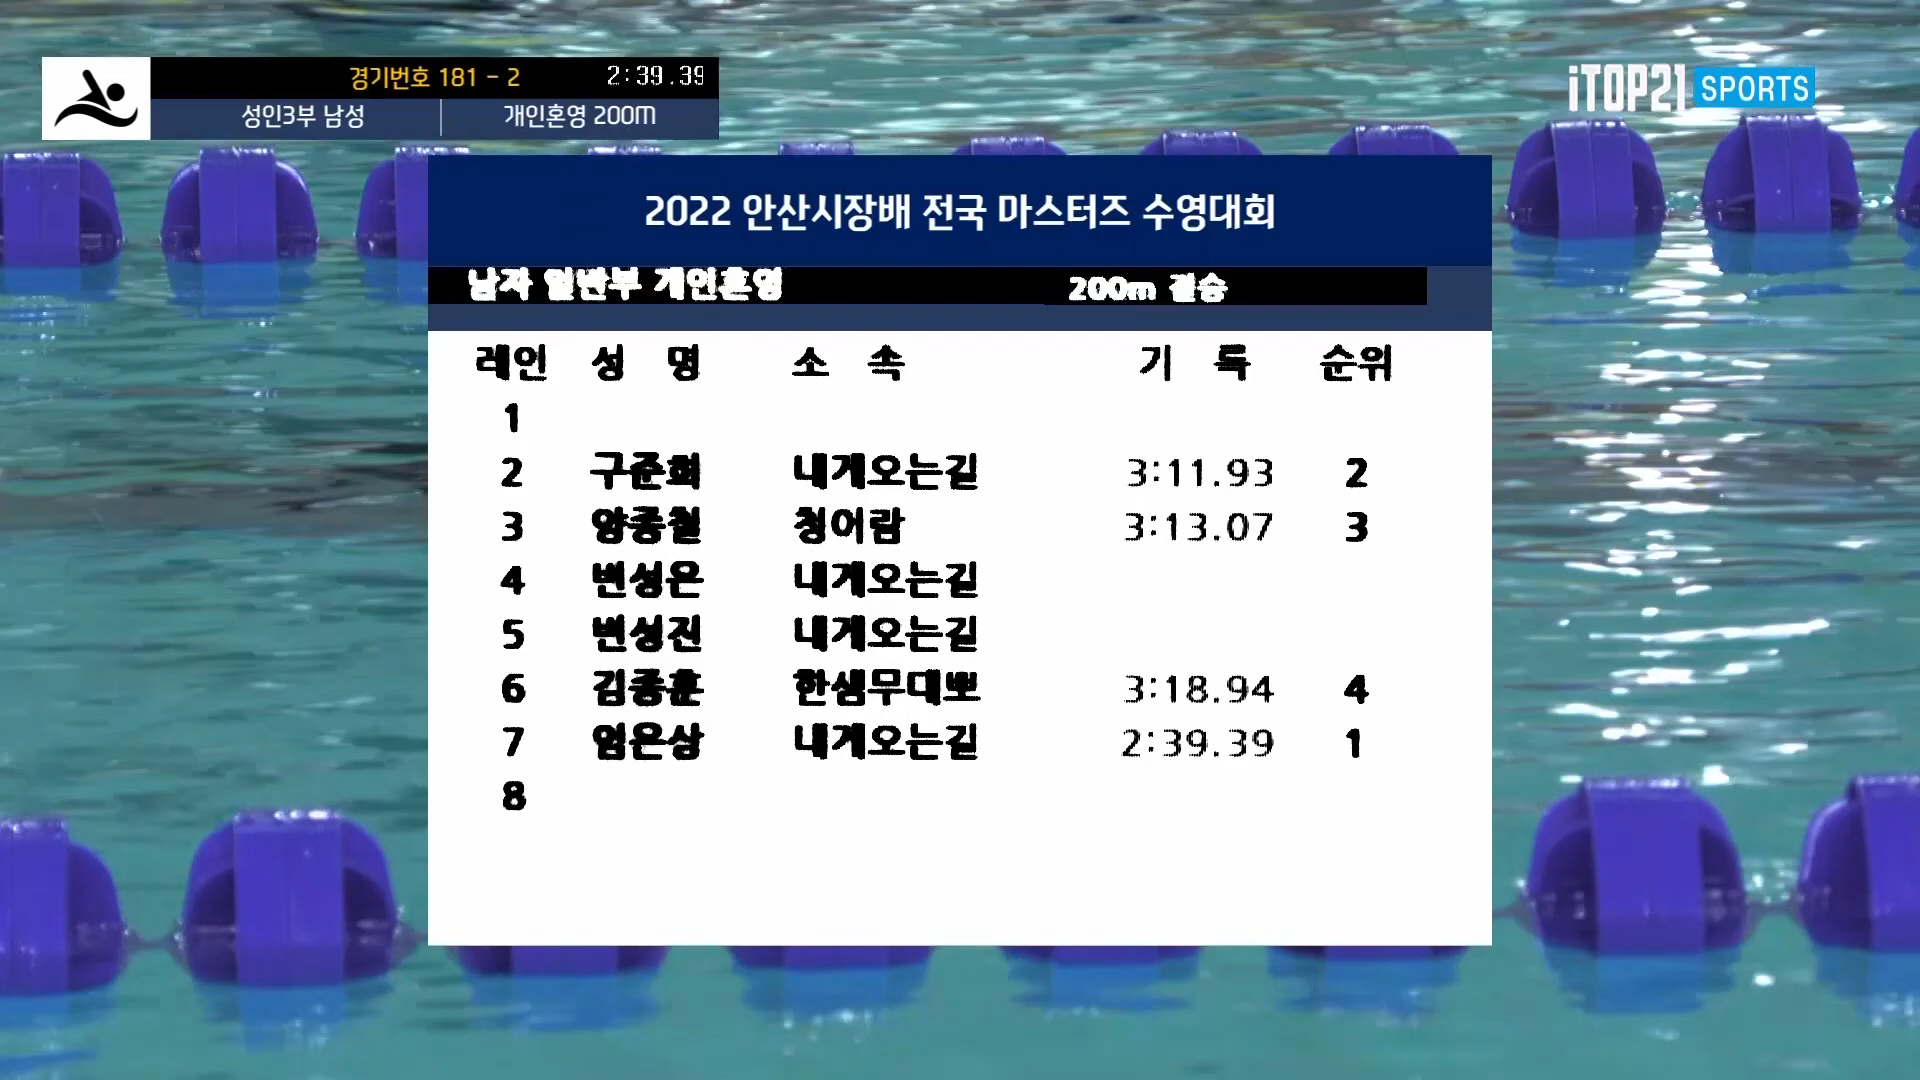 경기번호 181 - 2 2:39.39
성인3부 남성 개인혼영 200M
iTOP21 SPORTS
2022 안산시장배 전국 마스터즈 수영대회
남자 일반부 개인혼영 200m 결승
레인 성 명 소 속 기 록 순위
1
2 구준회 내게오는길 3:11.93 2
3 양종철 청어람 3:13.07 3
4 변성은 내게오는길
5 변성진 내게오는길
6 김종훈 한샘무대뽀 3:18.94 4
7 엄은상 내게오는길 2:39.39 1
8